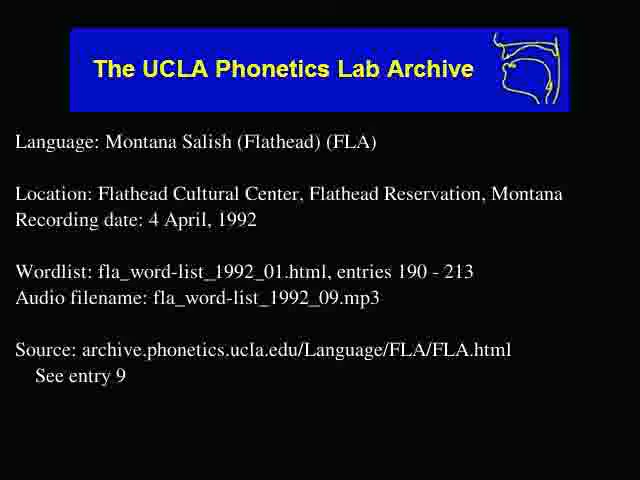 The UCLA Phonetics Lab Archive
Language: Montana Salish (Flathead) (FLA)
Location: Flathead Cultural Center, Flathead Reservation, Montana
Recording date: 4 April, 1992
Wordlist: fla_word-list_1992_01.html, entries 190 - 213
Audio filename: fla_word-list_1992_09.mp3
Source: archive.phonetics.ucla.edu/Language/FLA/FLA.html
See entry 9